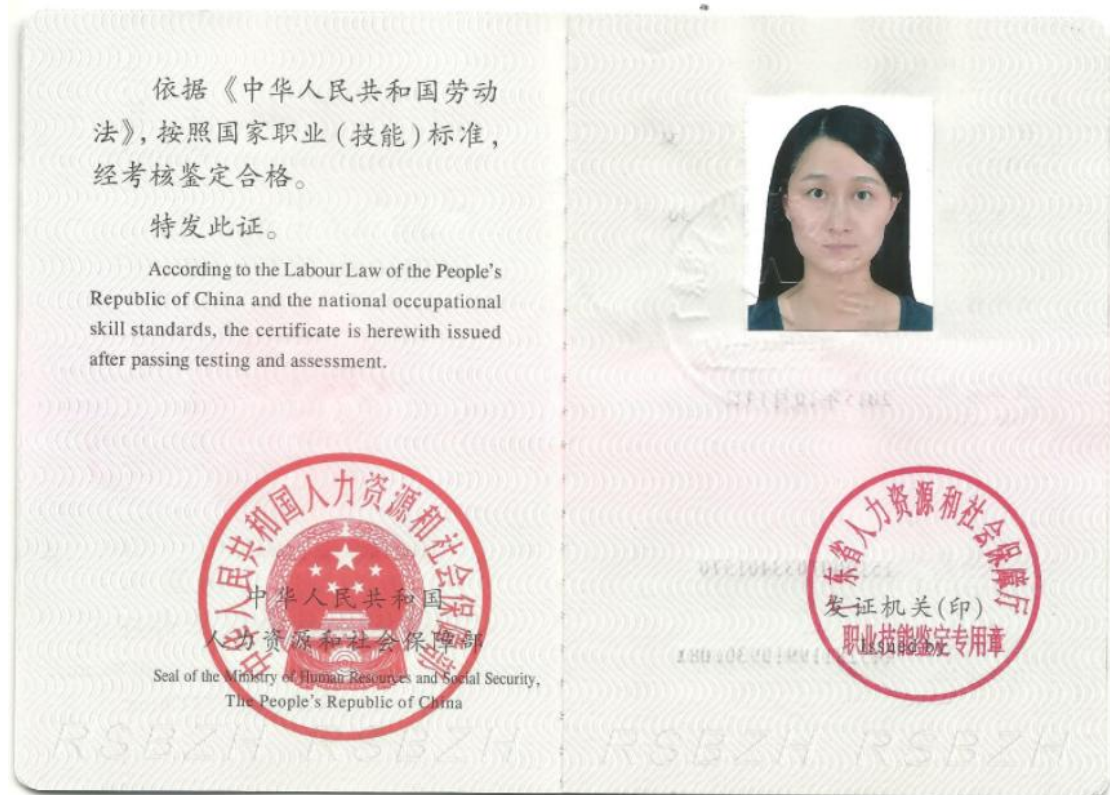 依据《中华人民共和国劳动
法》，按照国家职业（技能）标准，
经考核鉴定合格。
特发此证。
According to the Labour Law of the People's
Republic of China and the national occupational
skill standards, the certificate is herewith issued
after passing testing and assessment.
中华人民共和国人力资源和社会保障部
中华人民共和国
人力资源和社会保障部
Seal of the Ministry of Human Resources and Social Security,
The People's Republic of China
广东省人力资源和社会保障厅
发证机关(印)
Issued by
职业技能鉴定专用章
RSBZH RSBZH RSBZH RSBZH